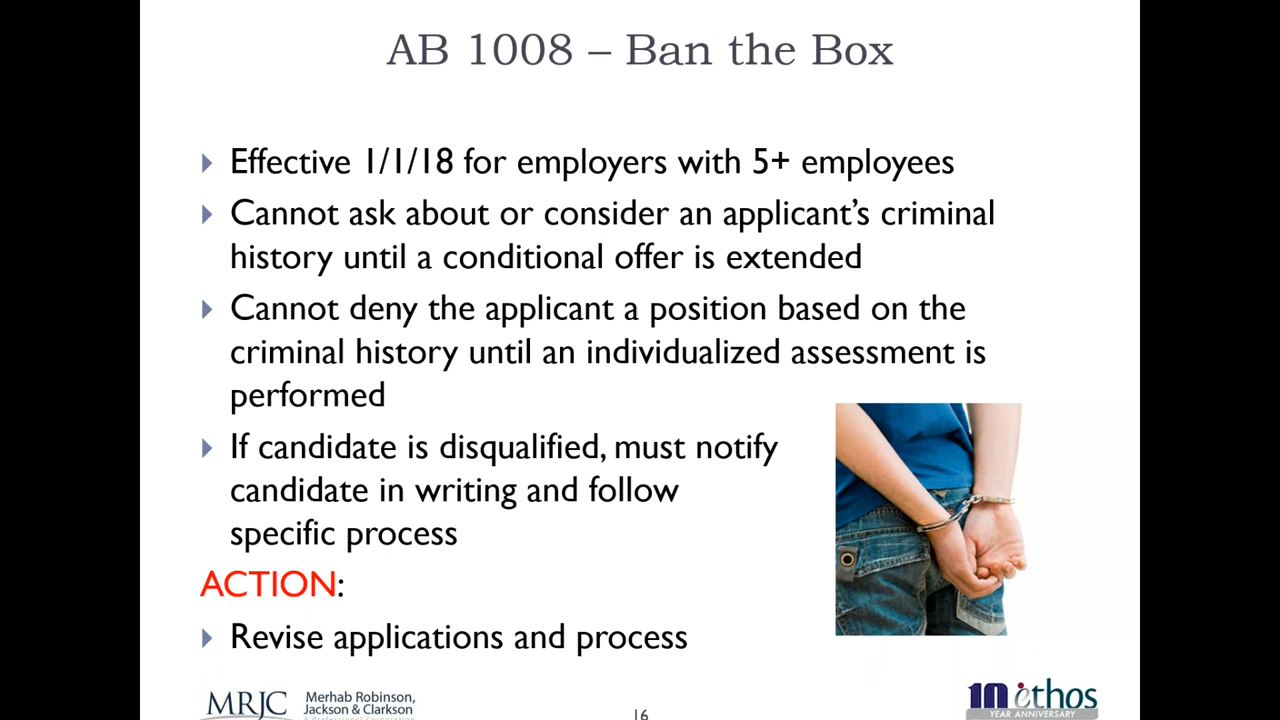 AB 1008 – Ban the Box
Effective 1/1/18 for employers with 5+ employees
Cannot ask about or consider an applicant’s criminal
history until a conditional offer is extended
Cannot deny the applicant a position based on the
criminal history until an individualized assessment is
performed
If candidate is disqualified, must notify
candidate in writing and follow
specific process
ACTION:
Revise applications and process
MRJC
Merhab Robinson,
Jackson & Clarkson
A Professional Corporation
16
10 ethos
YEAR ANNIVERSARY